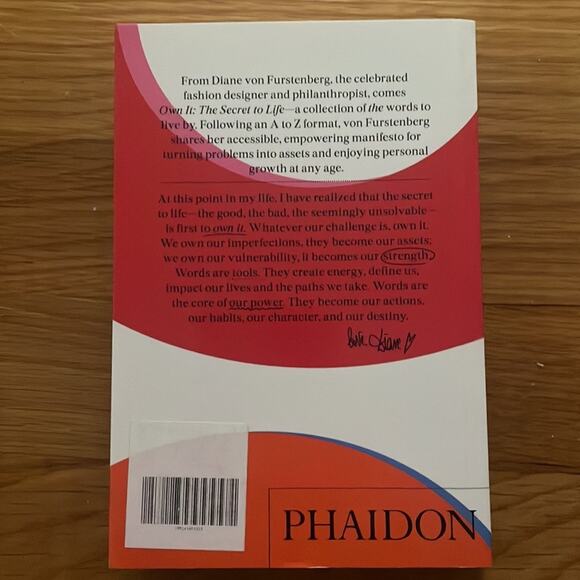 From Diane von Furstenberg, the celebrated
fashion designer and philanthropist, comes
Own It: The Secret to Life—a collection of the words to
live by. Following an A to Z format, von Furstenberg
shares her accessible, empowering manifesto for
turning problems into assets and enjoying personal
growth at any age.
At this point in my life, I have realized that the secret
to life—the good, the bad, the seemingly unsolvable—
is first to own it. Whatever our challenge is, own it.
We own our imperfections, they become our assets;
we own our vulnerability, it becomes our strength.
Words are tools. They create energy, define us,
impact our lives and the paths we take. Words are
the core of our power. They become our actions,
our habits, our character, and our destiny.
Diane
PHAIDON